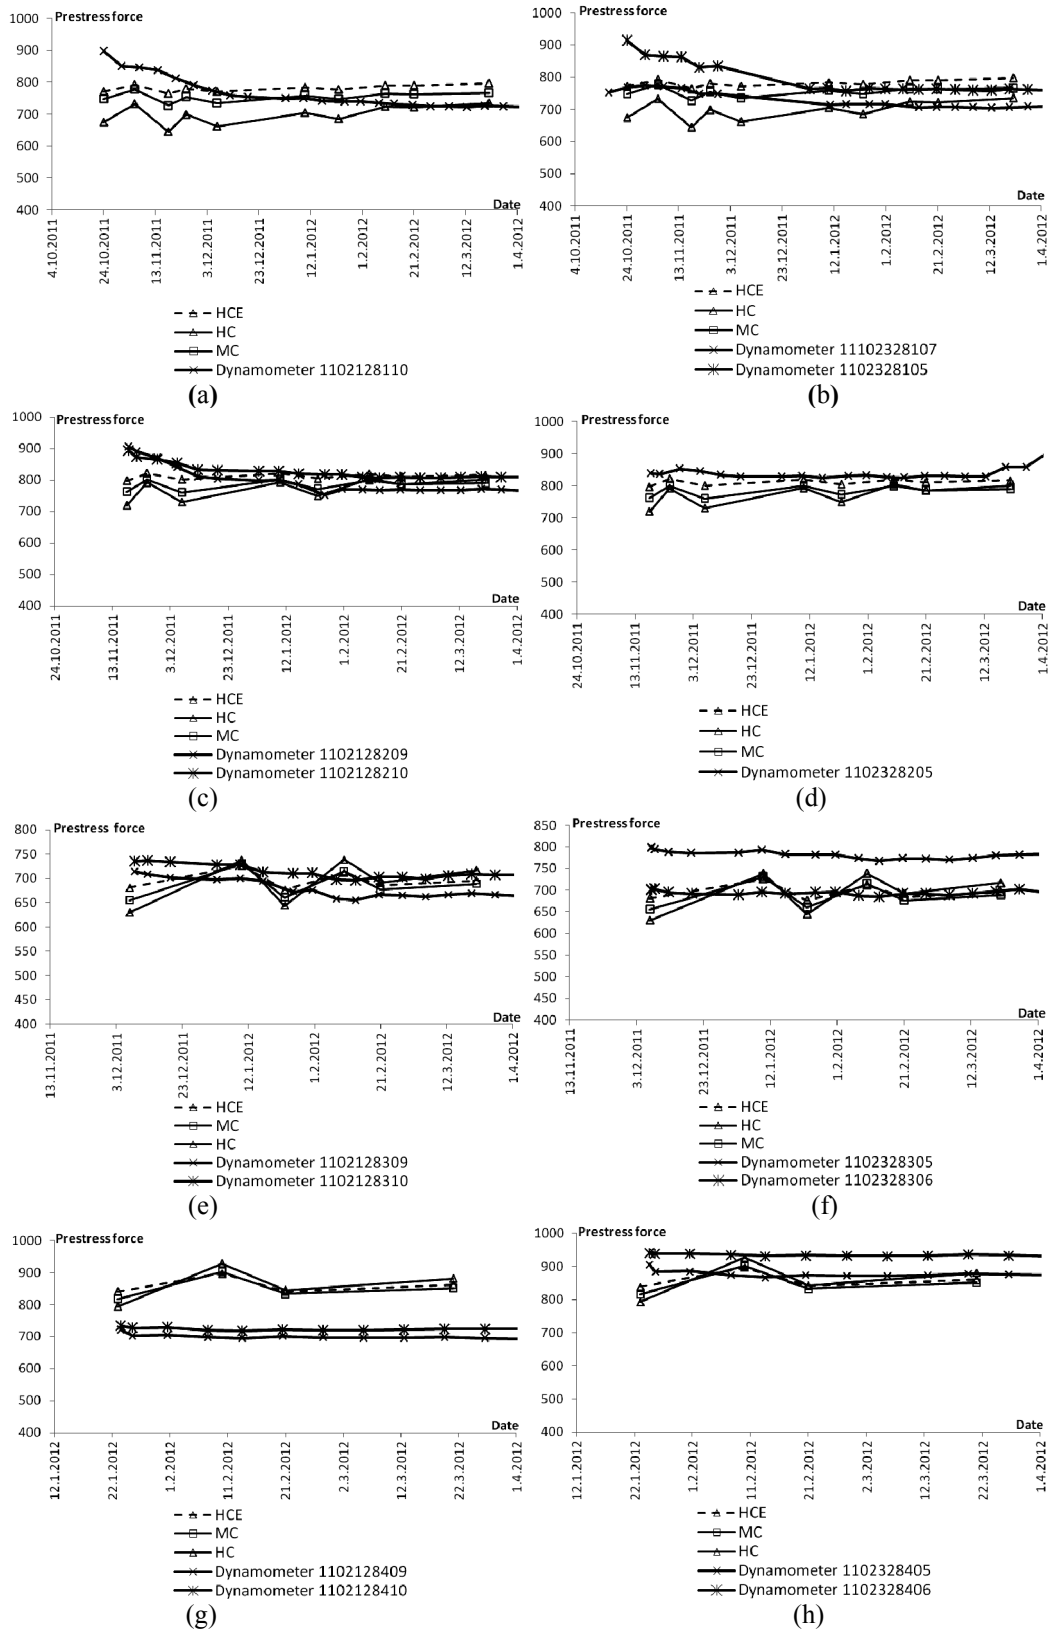 Prestress force
1000
900
800
700
600
500
400
Date
4.10.2011
24.10.2011
13.11.2011
3.12.2011
23.12.2011
12.1.2012
1.2.2012
21.2.2012
12.3.2012
1.4.2012
HCE
HC
MC
Dynamometer 1102128110
(a)
Prestress force
1000
900
800
700
600
500
400
Date
4.10.2011
24.10.2011
13.11.2011
3.12.2011
23.12.2011
12.1.2012
1.2.2012
21.2.2012
12.3.2012
1.4.2012
HCE
HC
MC
Dynamometer 11102328107
Dynamometer 1102328105
(b)
Prestress force
1000
900
800
700
600
500
400
Date
24.10.2011
13.11.2011
3.12.2011
23.12.2011
12.1.2012
1.2.2012
21.2.2012
12.3.2012
1.4.2012
HCE
HC
MC
Dynamometer 1102128209
Dynamometer 1102128210
(c)
Prestress force
1000
900
800
700
600
500
400
Date
24.10.2011
13.11.2011
3.12.2011
23.12.2011
12.1.2012
1.2.2012
21.2.2012
12.3.2012
1.4.2012
HCE
HC
MC
Dynamometer 1102328205
(d)
Prestress force
800
750
700
650
600
550
500
450
400
Date
13.11.2011
3.12.2011
23.12.2011
12.1.2012
1.2.2012
21.2.2012
12.3.2012
1.4.2012
HCE
MC
HC
Dynamometer 1102128309
Dynamometer 1102128310
(e)
Prestress force
850
800
750
700
650
600
550
500
450
400
Date
13.11.2011
3.12.2011
23.12.2011
12.1.2012
1.2.2012
21.2.2012
12.3.2012
1.4.2012
HCE
HC
MC
Dynamometer 1102328305
Dynamometer 1102328306
(f)
Prestress force
1000
900
800
700
600
500
400
Date
12.1.2012
22.1.2012
1.2.2012
11.2.2012
21.2.2012
2.3.2012
12.3.2012
22.3.2012
1.4.2012
HCE
MC
HC
Dynamometer 1102128409
Dynamometer 1102128410
(g)
Prestress force
1000
900
800
700
600
500
400
Date
12.1.2012
22.1.2012
1.2.2012
11.2.2012
21.2.2012
2.3.2012
12.3.2012
22.3.2012
1.4.2012
HCE
MC
HC
Dynamometer 1102328405
Dynamometer 1102328406
(h)